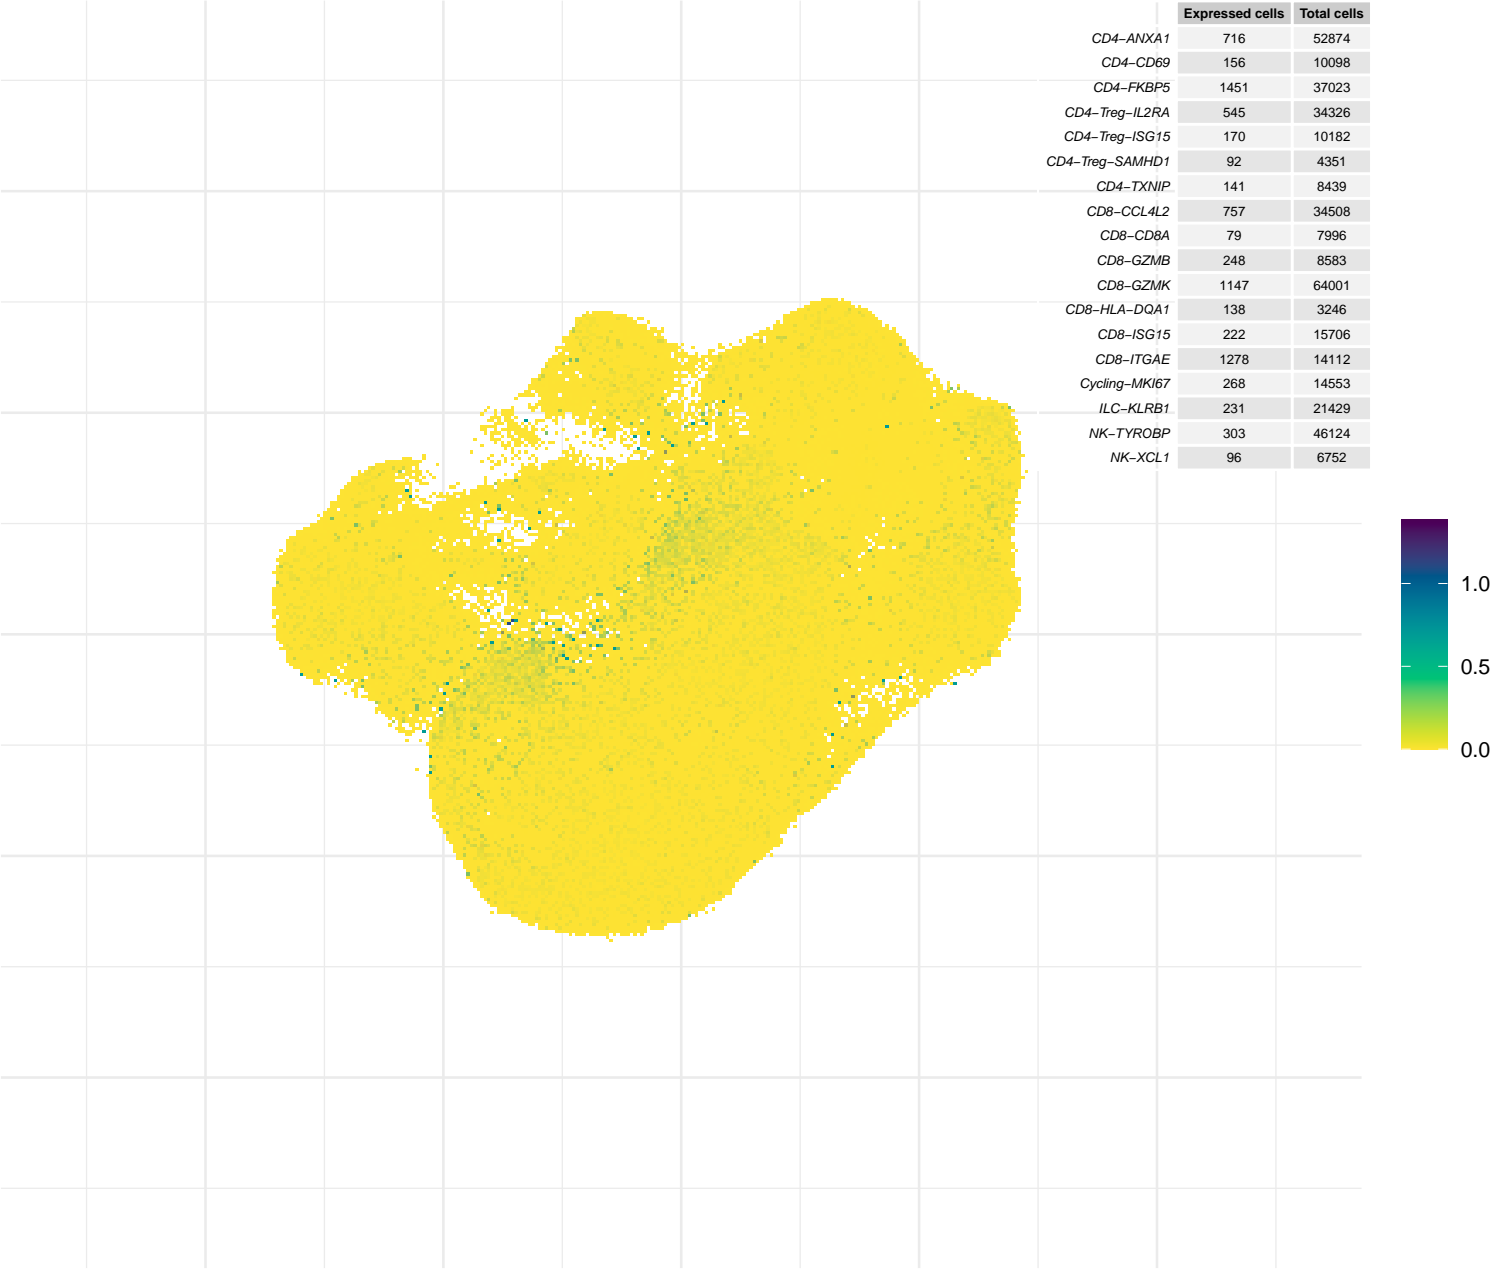 Expressed cells Total cells
CD4−ANXA1 716 52874
CD4−CD69 156 10098
CD4−FKBP5 1451 37023
CD4−Treg−IL2RA 545 34326
CD4−Treg−ISG15 170 10182
CD4−Treg−SAMHD1 92 4351
CD4−TXNIP 141 8439
CD8−CCL4L2 757 34508
CD8−CD8A 79 7996
CD8−GZMB 248 8583
CD8−GZMK 1147 64001
CD8−HLA−DQA1 138 3246
CD8−ISG15 222 15706
CD8−ITGAE 1278 14112
Cycling−MKI67 268 14553
ILC−KLRB1 231 21429
NK−TYROBP 303 46124
NK−XCL1 96 6752
1.0
0.5
0.0